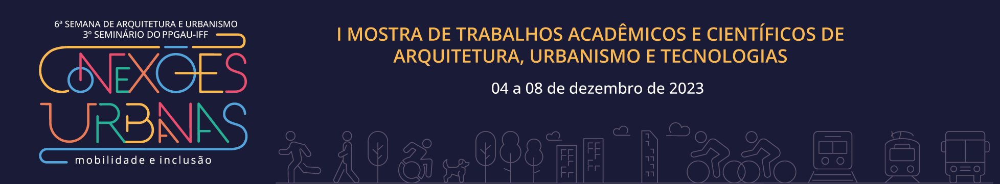 6ª SEMANA DE ARQUITETURA E URBANISMO
3º SEMINÁRIO DO PPGAU-IFF
CONEXÕES
URBANAS
mobilidade e inclusão
I MOSTRA DE TRABALHOS ACADÊMICOS E CIENTÍFICOS DE
ARQUITETURA, URBANISMO E TECNOLOGIAS
04 a 08 de dezembro de 2023